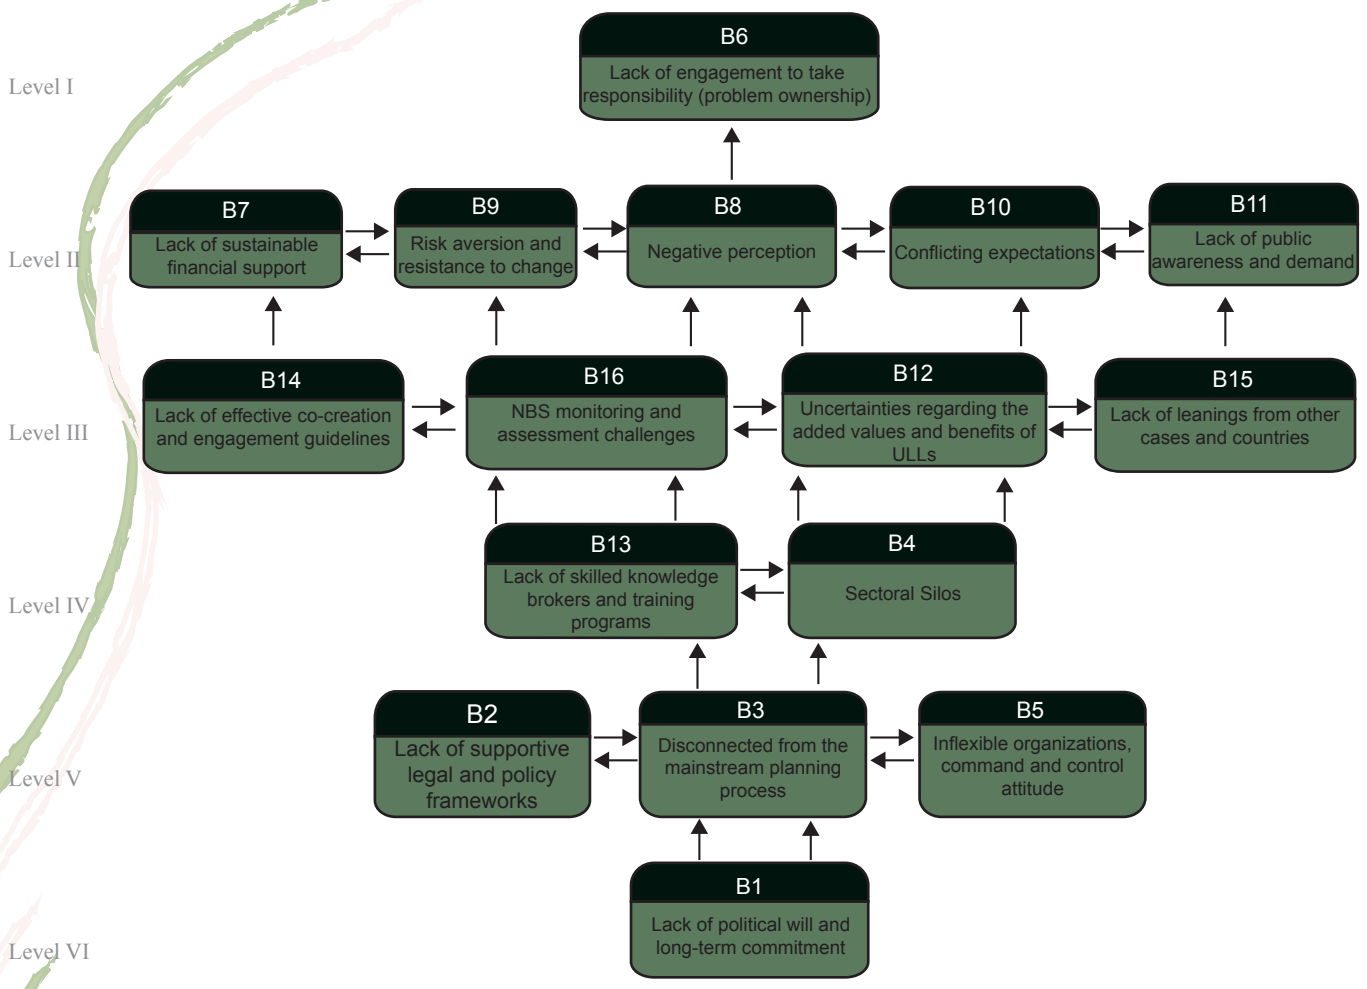 B6
Level I
Lack of engagement to take
responsibility (problem ownership)
B7
B9
B8
B10
B11
Level II
Lack of sustainable
financial support
Risk aversion and
resistance to change
Negative perception
Conflicting expectations
Lack of public
awareness and demand
B14
B16
B12
B15
Level III
Lack of effective co-creation
and engagement guidelines
NBS monitoring and
assessment challenges
Uncertainties regarding the
added values and benefits of
ULLs
Lack of leanings from other
cases and countries
B13
B4
Level IV
Lack of skilled knowledge
brokers and training
programs
Sectoral Silos
B2
B3
B5
Level V
Lack of supportive
legal and policy
frameworks
Disconnected from the
mainstream planning
process
Inflexible organizations,
command and control
attitude
B1
Level VI
Lack of political will and
long-term commitment